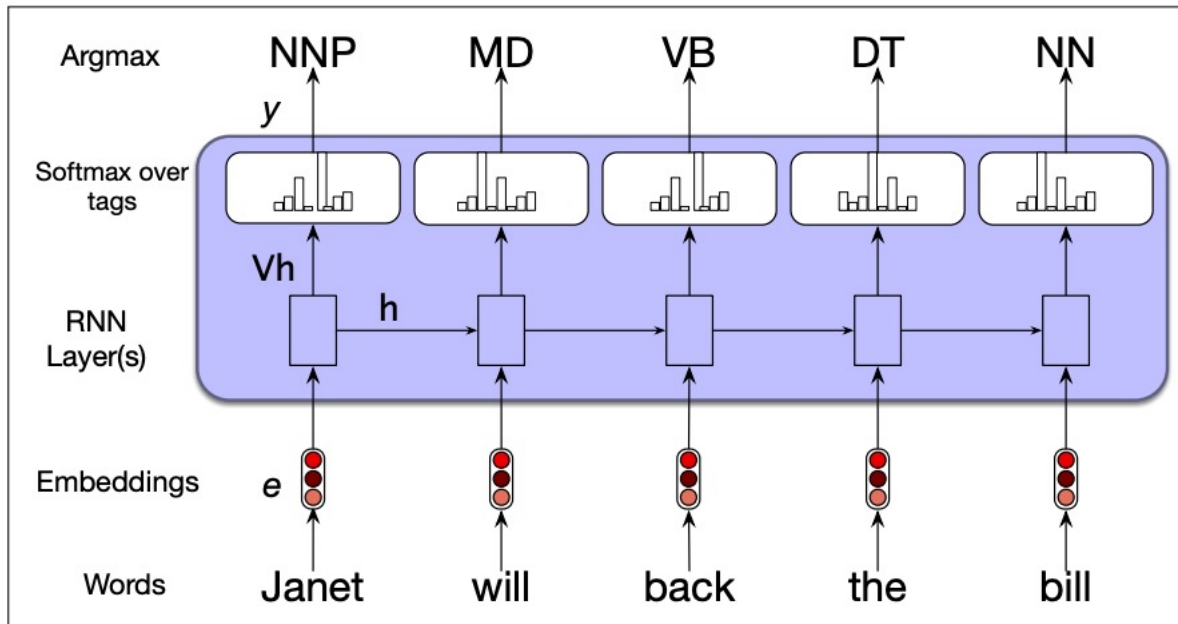 Argmax NNP MD VB DT NN
y
Softmax over
tags
Vh
h
RNN
Layer(s)
Embeddings e
Words Janet will back the bill